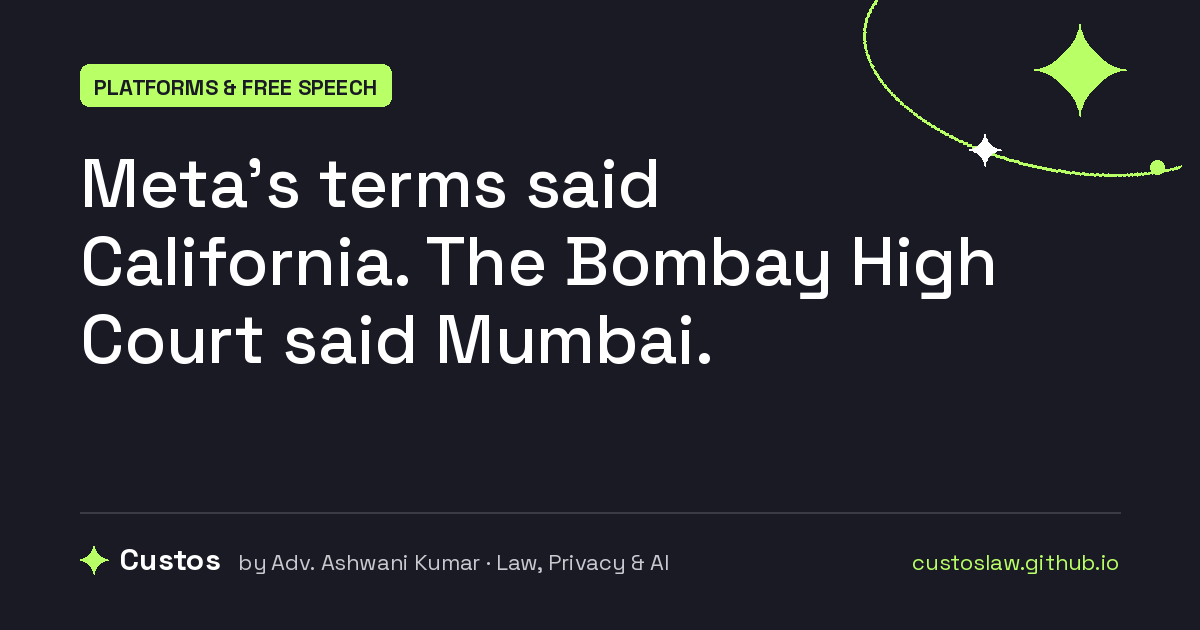 PLATFORMS & FREE SPEECH
Meta’s terms said
California. The Bombay High
Court said Mumbai.
Custos by Adv. Ashwani Kumar · Law, Privacy & AI
custoslaw.github.io